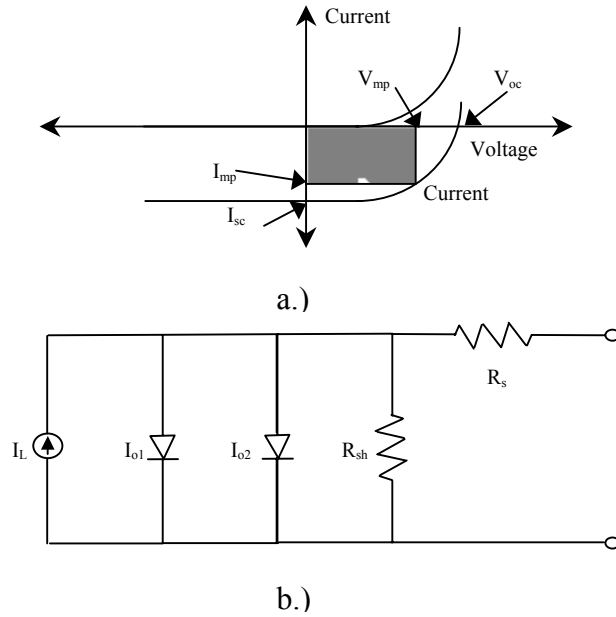 Current
V_mp
V_oc
Voltage
I_mp
Current
I_sc
a.)
R_s
I_L
I_o1
I_o2
R_sh
b.)